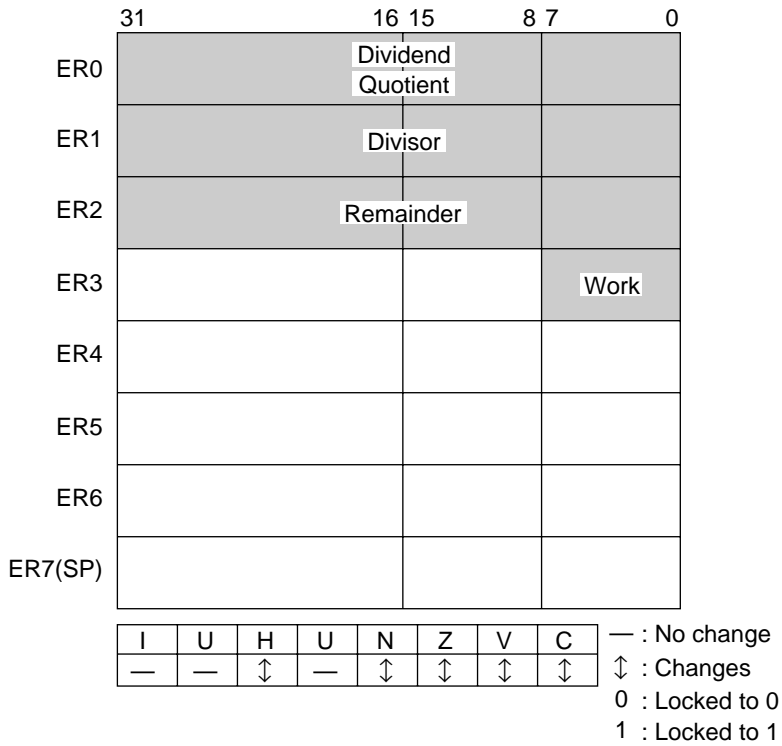 31 16 15 8 7 0
ER0 Dividend
Quotient
ER1 Divisor
ER2 Remainder
ER3 Work
ER4
ER5
ER6
ER7(SP)
I U H U N Z V C
— — ↕ — ↕ ↕ ↕ ↕
— : No change
↕ : Changes
0 : Locked to 0
1 : Locked to 1